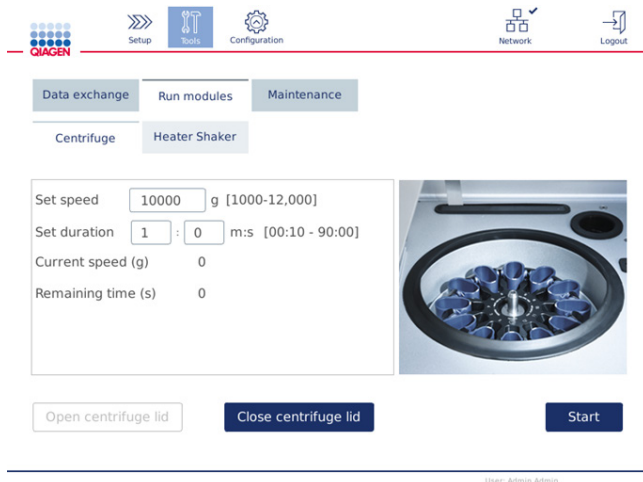 QIAGEN
Setup
Tools
Configuration
Network
Logout
Data exchange
Run modules
Maintenance
Centrifuge
Heater Shaker
Set speed 10000 g [1000-12,000]
Set duration 1 : 0 m:s [00:10 - 90:00]
Current speed (g) 0
Remaining time (s) 0
Open centrifuge lid
Close centrifuge lid
Start
User: Admin Admin